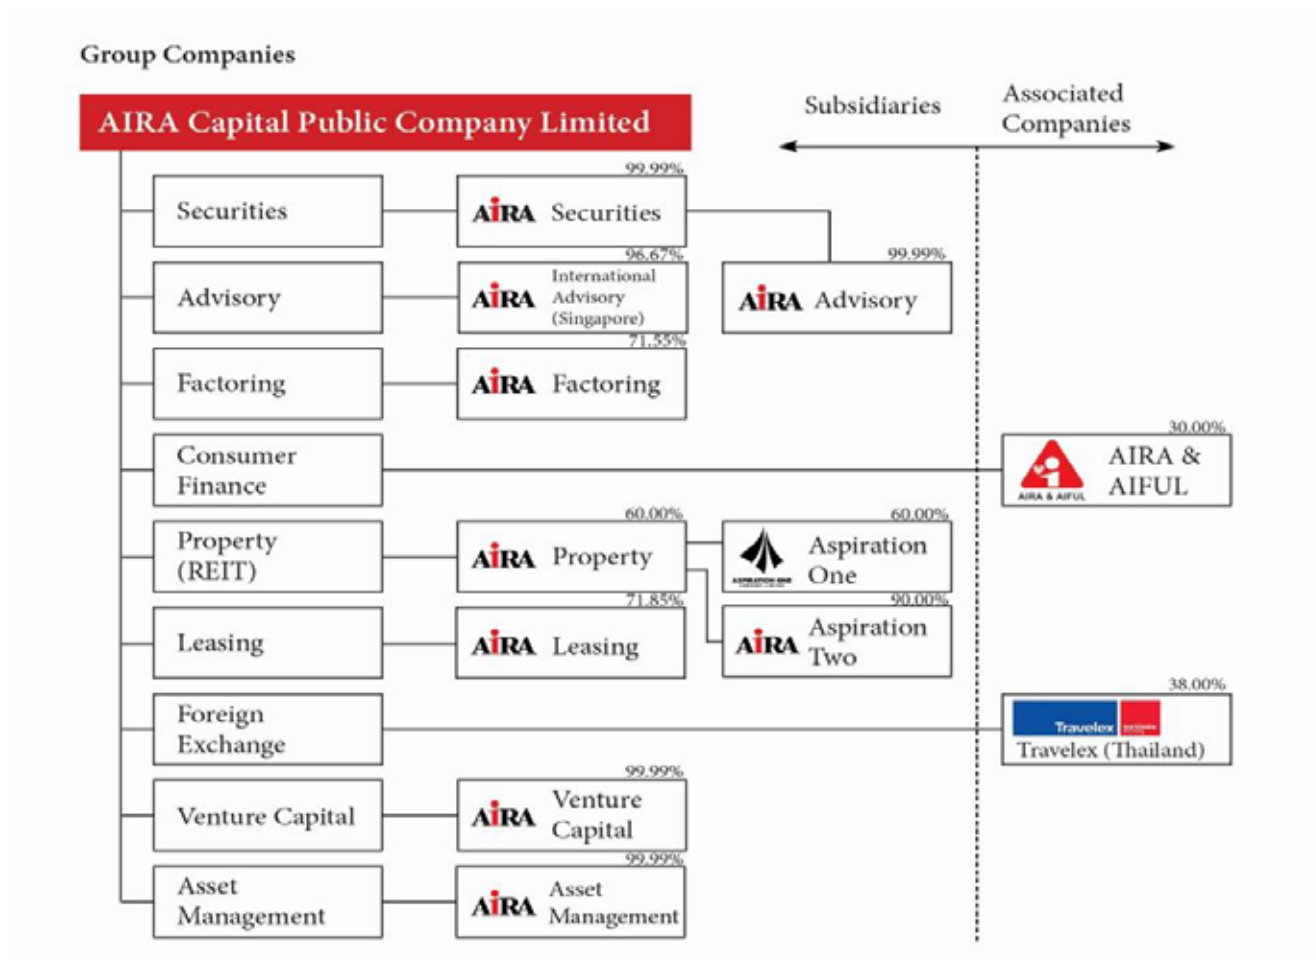 Group Companies
AIRA Capital Public Company Limited
Subsidiaries
Associated
Companies
99.99%
Securities
AiRA Securities
96.67%
99.99%
Advisory
AiRA
International
Advisory
(Singapore)
AiRA Advisory
71.55%
Factoring
AiRA Factoring
30.00%
Consumer
Finance
AIRA & AIFUL
AIRA &
AIFUL
60.00%
60.00%
Property
(REIT)
AiRA Property
ASPIRATION ONE
Aspiration
One
71.85%
90.00%
Leasing
AiRA Leasing
AiRA
Aspiration
Two
38.00%
Foreign
Exchange
Travelex
Travelex (Thailand)
99.99%
Venture Capital
AiRA
Venture
Capital
99.99%
Asset
Management
AiRA
Asset
Management